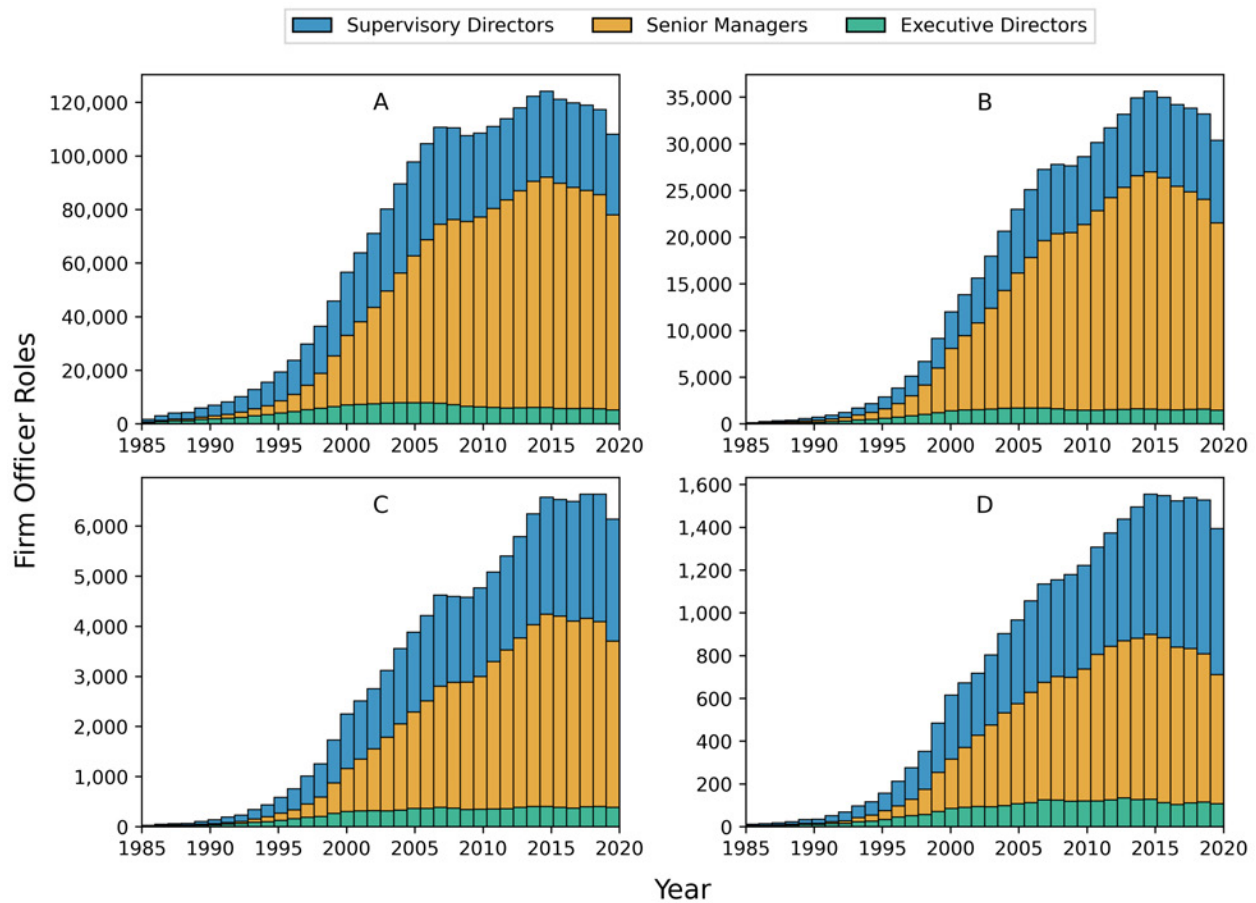 Supervisory Directors Senior Managers Executive Directors
A
120,000
100,000
80,000
60,000
40,000
20,000
0
1985 1990 1995 2000 2005 2010 2015 2020
B
35,000
30,000
25,000
20,000
15,000
10,000
5,000
0
1985 1990 1995 2000 2005 2010 2015 2020
C
6,000
5,000
4,000
3,000
2,000
1,000
0
1985 1990 1995 2000 2005 2010 2015 2020
D
1,600
1,400
1,200
1,000
800
600
400
200
0
1985 1990 1995 2000 2005 2010 2015 2020
Firm Officer Roles
Year